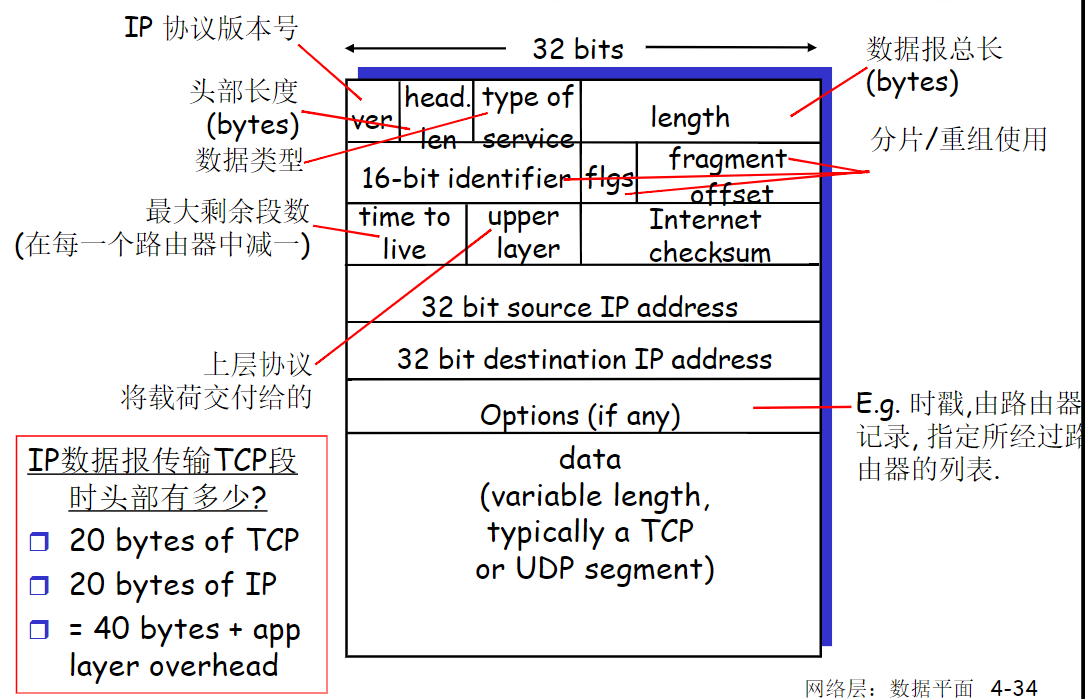 IP 协议版本号
32 bits
数据报总长
(bytes)
头部长度
(bytes)
数据类型
ver
head.
len
type of
service
length
分片/重组使用
16-bit identifier
flgs
fragment
offset
最大剩余段数
(在每一个路由器中减一)
time to
live
upper
layer
Internet
checksum
32 bit source IP address
上层协议
将载荷交付给的
32 bit destination IP address
Options (if any)
E.g. 时戳,由路由器
记录, 指定所经过路
由器的列表.
data
(variable length,
typically a TCP
or UDP segment)
IP数据报传输TCP段
时头部有多少?
20 bytes of TCP
20 bytes of IP
= 40 bytes + app
layer overhead
网络层：数据平面 4-34